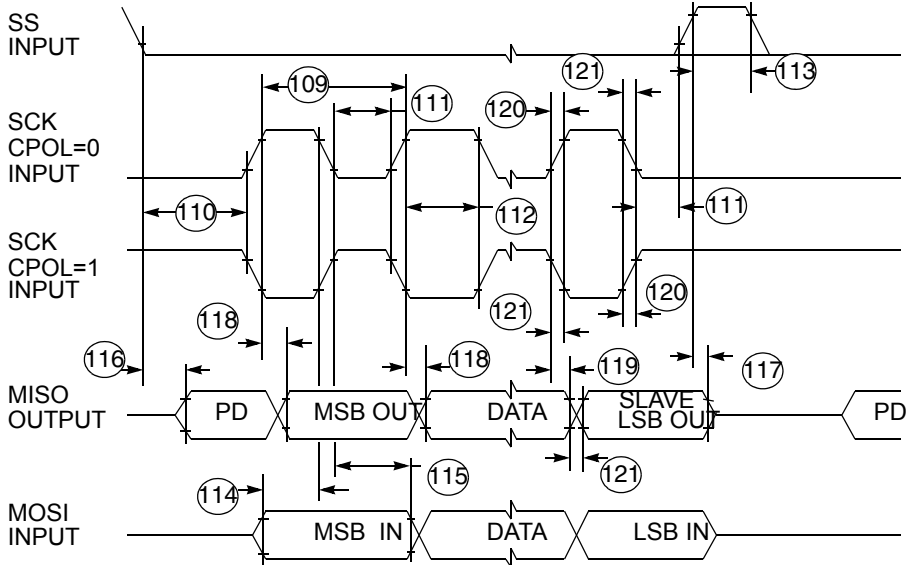 SS
INPUT
121
113
109
111
120
SCK
CPOL=0
INPUT
110
112
111
SCK
CPOL=1
INPUT
118
121
120
116
118
119
117
MISO
OUTPUT
PD
MSB OUT
DATA
SLAVE
LSB OUT
PD
114
115
121
MOSI
INPUT
MSB IN
DATA
LSB IN